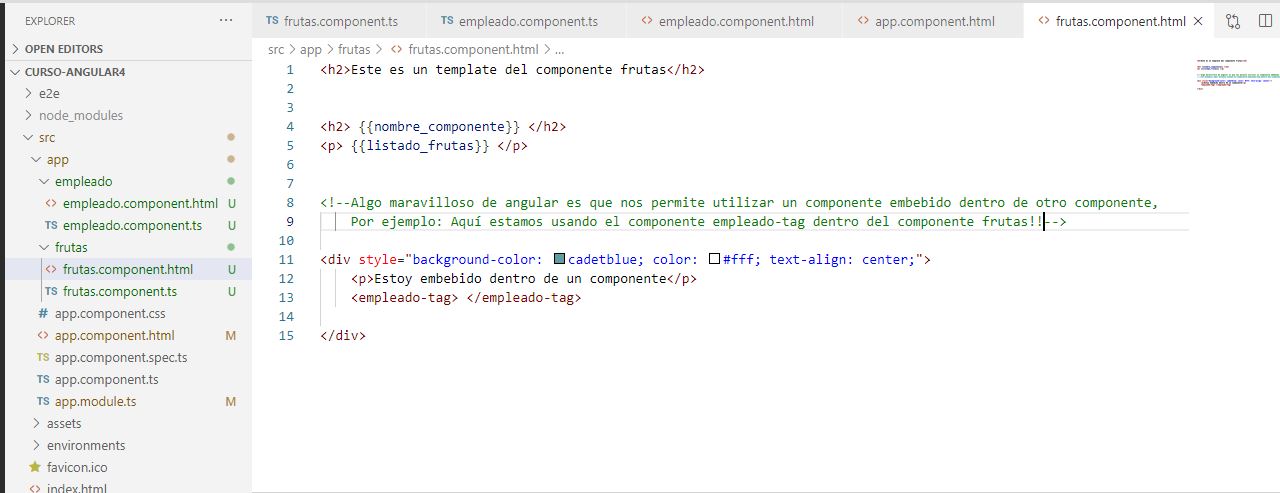 EXPLORER
OPEN EDITORS
CURSO-ANGULAR4
e2e
node_modules
src
app
empleado
empleado.component.html U
TS empleado.component.ts U
frutas
frutas.component.html U
TS frutas.component.ts U
# app.component.css
app.component.html M
TS app.component.spec.ts
TS app.component.ts
TS app.module.ts M
assets
environments
favicon.ico
index.html
TS frutas.component.ts TS empleado.component.ts <> empleado.component.html <> app.component.html <> frutas.component.html ×
src > app > frutas > <> frutas.component.html > ...
1 <h2>Este es un template del componente frutas</h2>
2
3
4 <h2> {{nombre_componente}} </h2>
5 <p> {{listado_frutas}} </p>
6
7
8 <!--Algo maravilloso de angular es que nos permite utilizar un componente embebido dentro de otro componente,
9 Por ejemplo: Aquí estamos usando el componente empleado-tag dentro del componente frutas!!-->
10
11 <div style="background-color: cadetblue; color: #fff; text-align: center;">
12 <p>Estoy embebido dentro de un componente</p>
13 <empleado-tag> </empleado-tag>
14
15 </div>